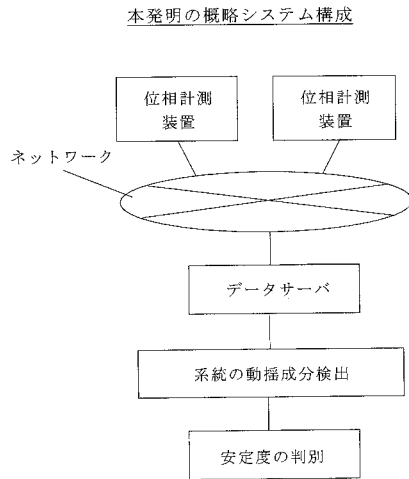 本発明の概略システム構成
位相計測
装置
位相計測
装置
ネットワーク
データサーバ
系統の動揺成分検出
安定度の判別